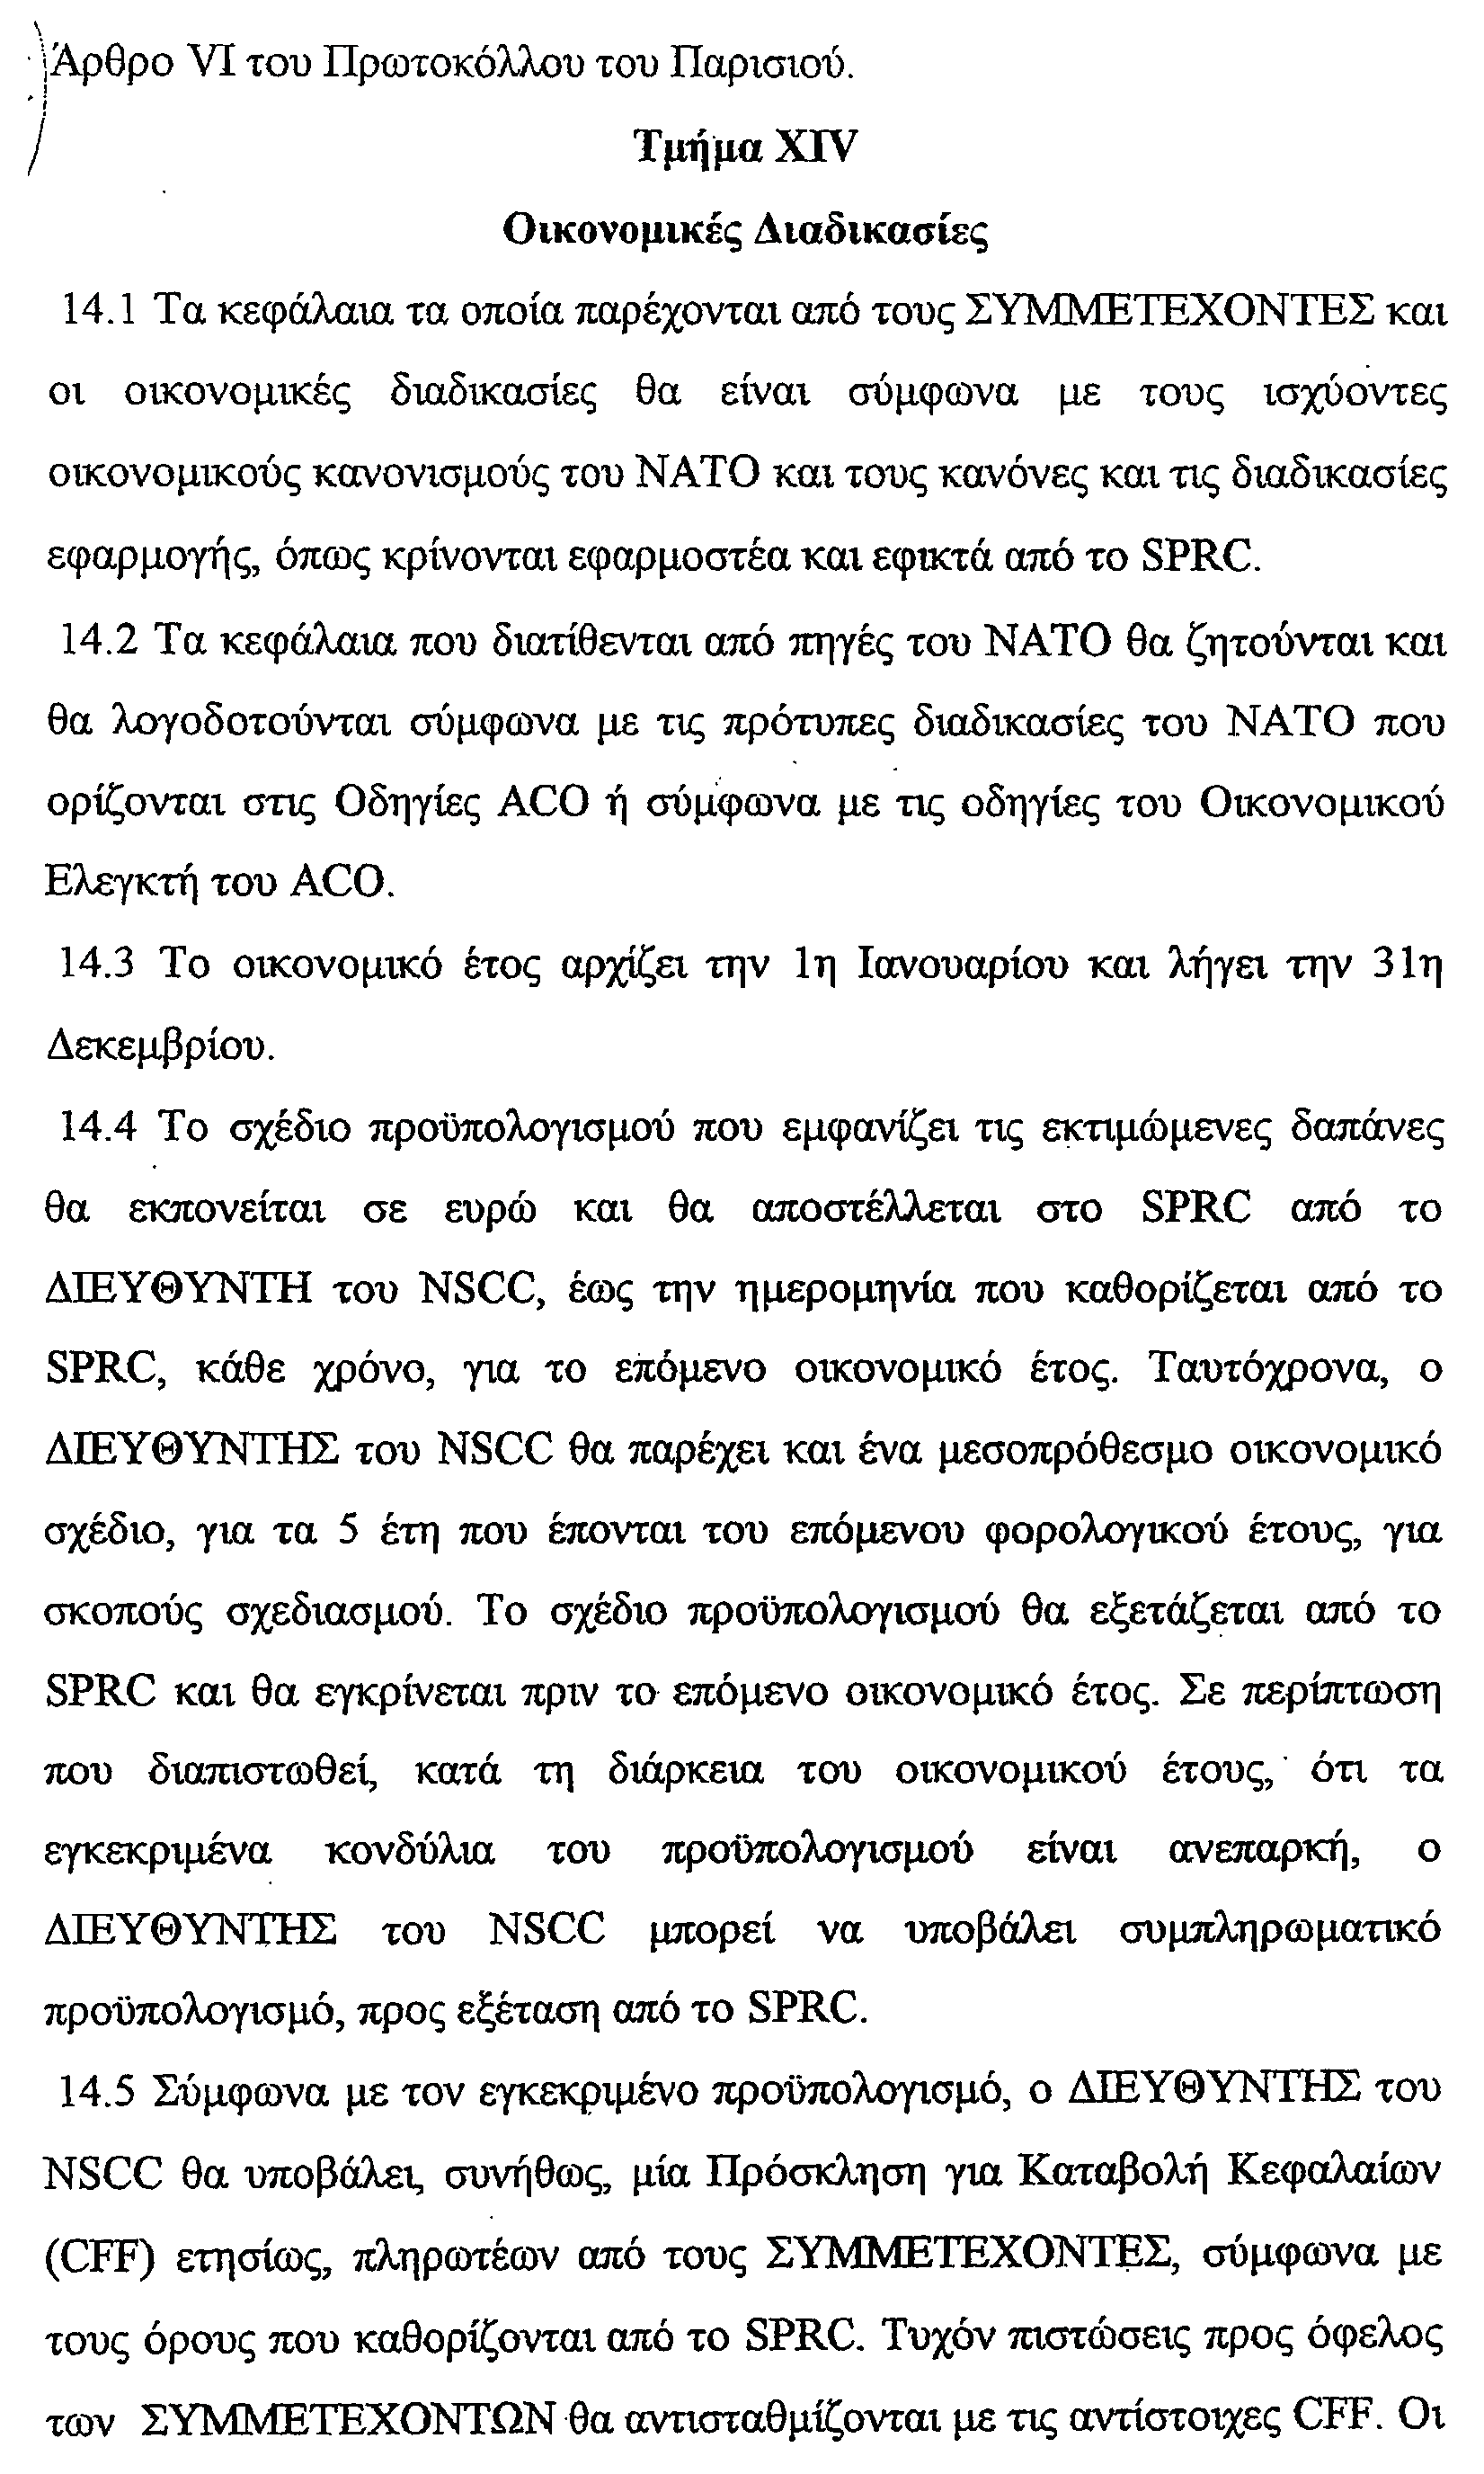 Άρθρο VI του Πρωτοκόλλου του Παρισιού.
Τμήμα XIV
Οικονομικές Διαδικασίες
14.1 Τα κεφάλαια τα οποία παρέχονται από τους ΣΥΜΜΕΤΕΧΟΝΤΕΣ και
οι οικονομικές διαδικασίες θα είναι σύμφωνα με τους ισχύοντες
οικονομικούς κανονισμούς του ΝΑΤΟ και τους κανόνες και τις διαδικασίες
εφαρμογής, όπως κρίνονται εφαρμοστέα και εφικτά από το SPRC.
14.2 Τα κεφάλαια που διατίθενται από πηγές του ΝΑΤΟ θα ζητούνται και
θα λογοδοτούνται σύμφωνα με τις πρότυπες διαδικασίες του ΝΑΤΟ που
ορίζονται στις Οδηγίες ACO ή σύμφωνα με τις οδηγίες του Οικονομικού
Ελεγκτή του ACO.
14.3 Το οικονομικό έτος αρχίζει την 1η Ιανουαρίου και λήγει την 31η
Δεκεμβρίου.
14.4 Το σχέδιο προϋπολογισμού που εμφανίζει τις εκτιμώμενες δαπάνες
θα εκπονείται σε ευρώ και θα αποστέλλεται στο SPRC από το
ΔΙΕΥΘΥΝΤΗ του NSCC, έως την ημερομηνία που καθορίζεται από το
SPRC, κάθε χρόνο, για το επόμενο οικονομικό έτος. Ταυτόχρονα, ο
ΔΙΕΥΘΥΝΤΗΣ του NSCC θα παρέχει και ένα μεσοπρόθεσμο οικονομικό
σχέδιο, για τα 5 έτη που έπονται του επόμενου φορολογικού έτους, για
σκοπούς σχεδιασμού. Το σχέδιο προϋπολογισμού θα εξετάζεται από το
SPRC και θα εγκρίνεται πριν το επόμενο οικονομικό έτος. Σε περίπτωση
που διαπιστωθεί, κατά τη διάρκεια του οικονομικού έτους, ότι τα
εγκεκριμένα κονδύλια του προϋπολογισμού είναι ανεπαρκή, ο
ΔΙΕΥΘΥΝΤΗΣ του NSCC μπορεί να υποβάλει συμπληρωματικό
προϋπολογισμό, προς εξέταση από το SPRC.
14.5 Σύμφωνα με τον εγκεκριμένο προϋπολογισμό, ο ΔΙΕΥΘΥΝΤΗΣ του
NSCC θα υποβάλει, συνήθως, μία Πρόσκληση για Καταβολή Κεφαλαίων
(CFF) ετησίως, πληρωτέων από τους ΣΥΜΜΕΤΕΧΟΝΤΕΣ, σύμφωνα με
τους όρους που καθορίζονται από το SPRC. Τυχόν πιστώσεις προς όφελος
των ΣΥΜΜΕΤΕΧΟΝΤΩΝ θα αντισταθμίζονται με τις αντίστοιχες CFF. Οι